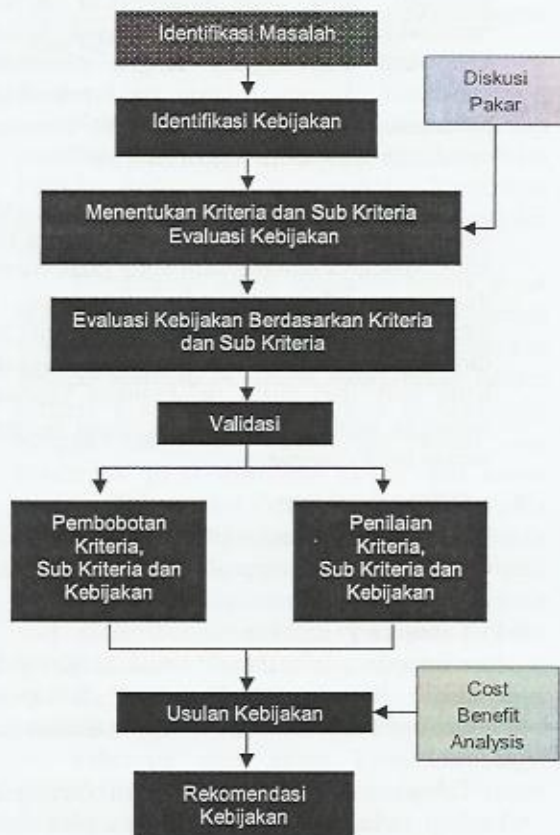 Identifikasi Masalah
Diskusi
Pakar
Identifikasi Kebijakan
Menentukan Kriteria dan Sub Kriteria
Evaluasi Kebijakan
Evaluasi Kebijakan Berdasarkan Kriteria
dan Sub Kriteria
Validasi
Pembobotan
Kriteria,
Sub Kriteria dan
Kebijakan
Penilaian
Kriteria,
Sub Kriteria dan
Kebijakan
Usulan Kebijakan
Cost
Benefit
Analysis
Rekomendasi
Kebijakan